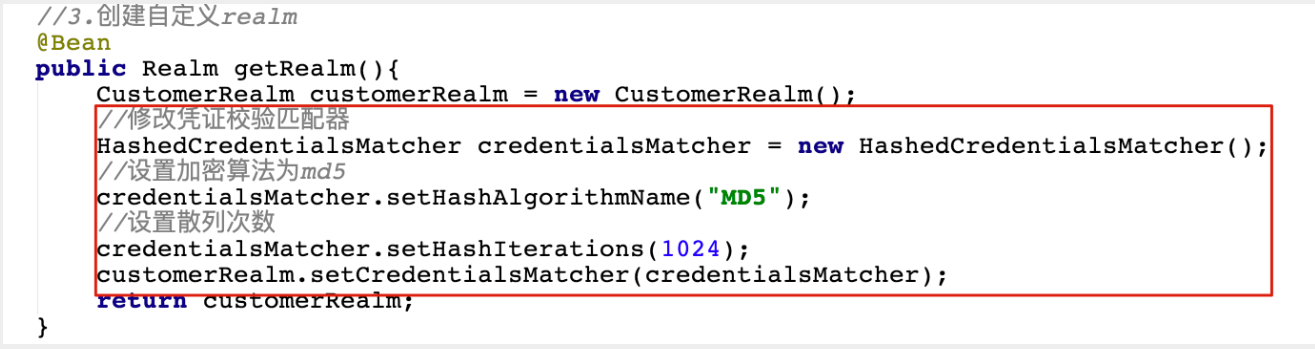 //3.创建自定义realm
@Bean
public Realm getRealm(){
CustomerRealm customerRealm = new CustomerRealm();
//修改凭证校验匹配器
HashedCredentialsMatcher credentialsMatcher = new HashedCredentialsMatcher();
//设置加密算法为md5
credentialsMatcher.setHashAlgorithmName("MD5");
//设置散列次数
credentialsMatcher.setHashIterations(1024);
customerRealm.setCredentialsMatcher(credentialsMatcher);
return customerRealm;
}